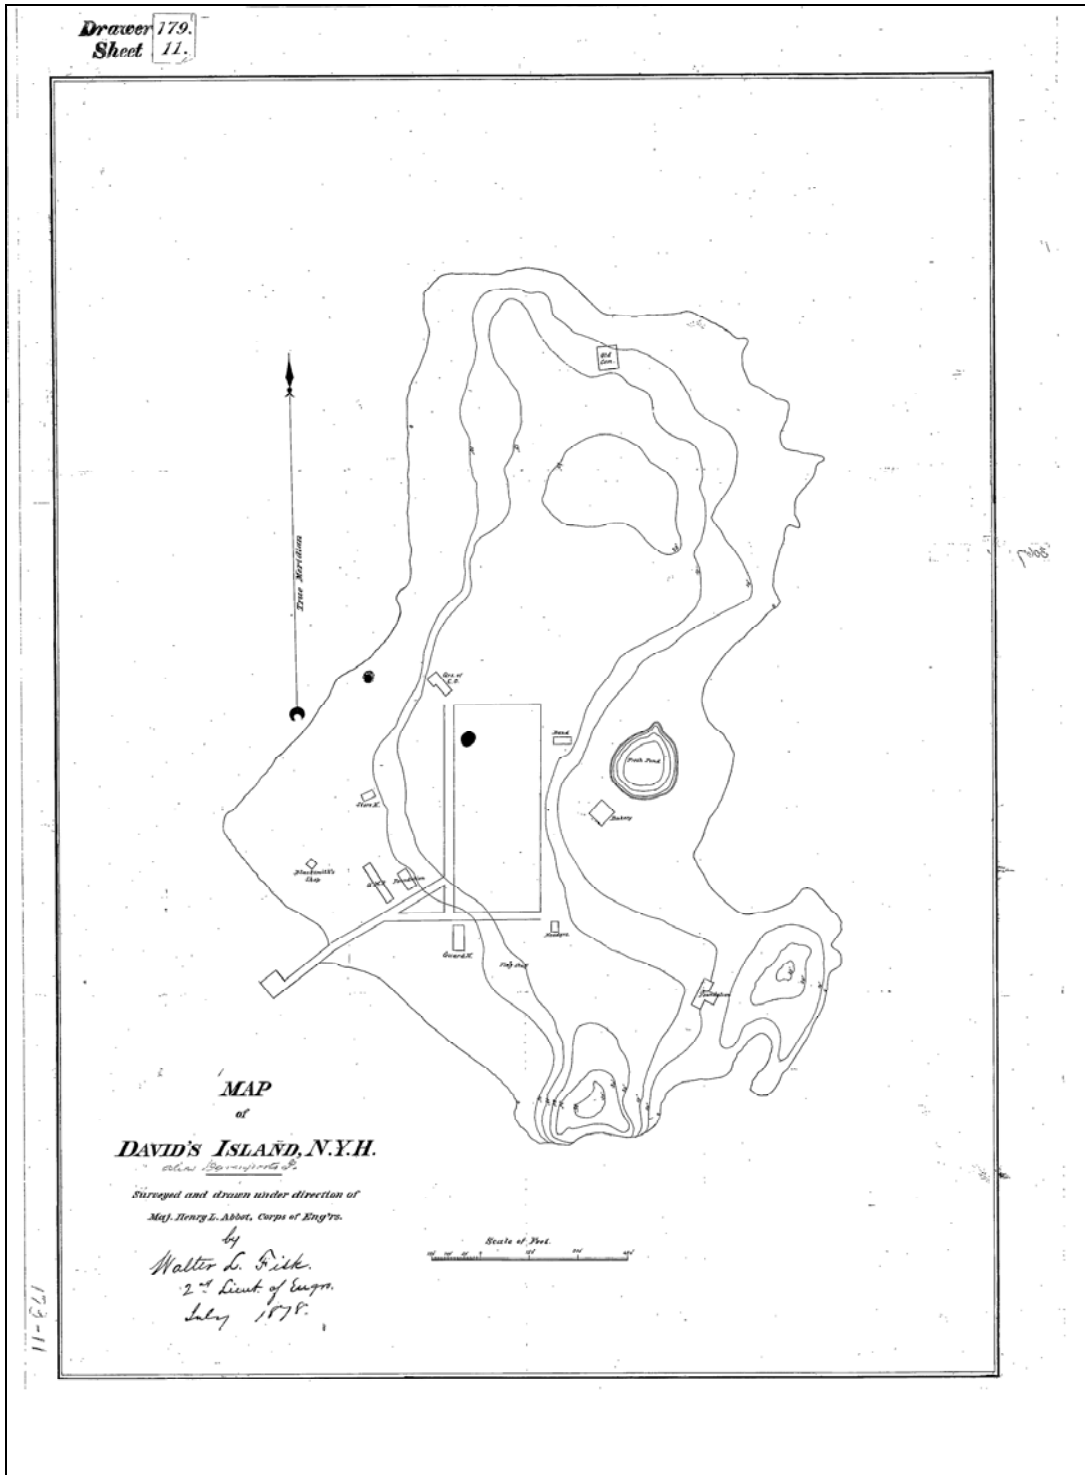 Drawer 179.
Sheet 11.
Old
Cem.
True Meridian
Qrs. of
C.O.
Band
Fresh Pond
Store H.
Bakery
Blacksmith's
Shop
Foundation
Guard H.
Flag Staff
Foundation
MAP
of
DAVID'S ISLAND, N.Y.H.
Surveyed and drawn under direction of
Maj. Henry L. Abbot, Corps of Eng'rs.
by
Walter L. Fisk.
2nd Lieut. of Engrs.
July 1878.
Scale of Feet.
179-11